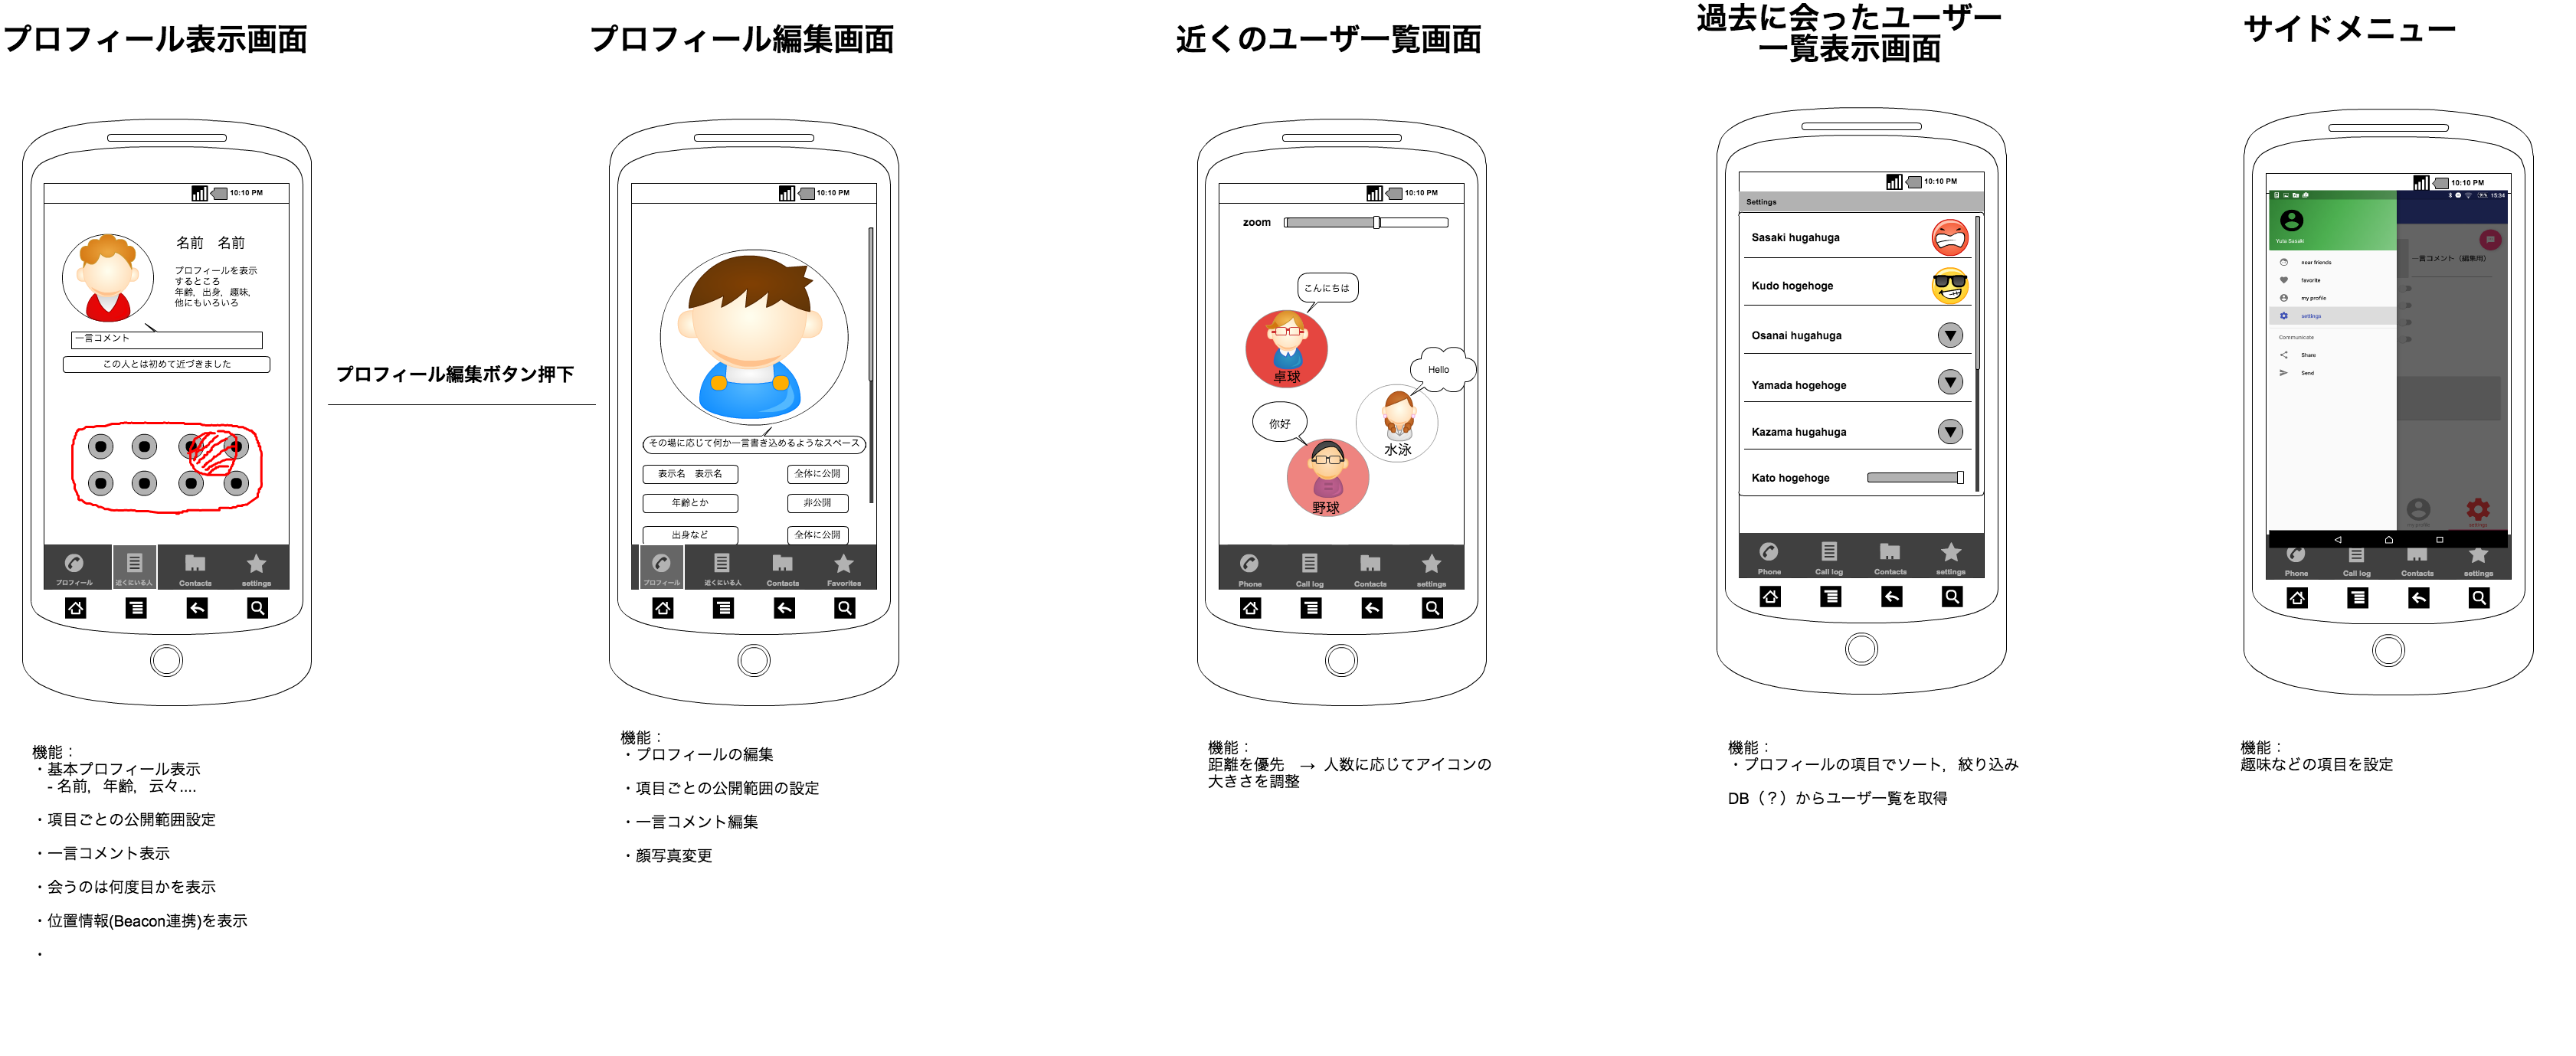 プロフィール表示画面
10:10 PM
名前　名前
プロフィールを表示
するところ
年齢，出身，趣味，
他にもいろいろ
一言コメント
この人とは初めて近づきました
プロフィール
近くにいる人
Contacts
settings
機能：
・基本プロフィール表示
- 名前，年齢，云々....
・項目ごとの公開範囲設定
・一言コメント表示
・会うのは何度目かを表示
・位置情報(Beacon連携)を表示
・
プロフィール編集ボタン押下
プロフィール編集画面
10:10 PM
その場に応じて何か一言書き込めるようなスペース
表示名　表示名
全体に公開
年齢とか
非公開
出身など
全体に公開
プロフィール
近くにいる人
Contacts
Favorites
機能：
・プロフィールの編集
・項目ごとの公開範囲の設定
・一言コメント編集
・顔写真変更
近くのユーザ一覧画面
10:10 PM
zoom
こんにちは
卓球
Hello
水泳
你好
野球
Phone
Call log
Contacts
settings
機能：
距離を優先　→ 人数に応じてアイコンの
大きさを調整
過去に会ったユーザー
一覧表示画面
10:10 PM
Settings
Sasaki hugahuga
Kudo hogehoge
Osanai hugahuga
Yamada hogehoge
Kazama hugahuga
Kato hogehoge
Phone
Call log
Contacts
settings
機能：
・プロフィールの項目でソート，絞り込み
DB（？）からユーザ一覧を取得
サイドメニュー
10:10 PM
15:34
Yuta Sasaki
near friends
favorite
my profile
settings
Communicate
Share
Send
一言コメント（編集用）
my profile
settings
Phone
Call log
Contacts
settings
機能：
趣味などの項目を設定